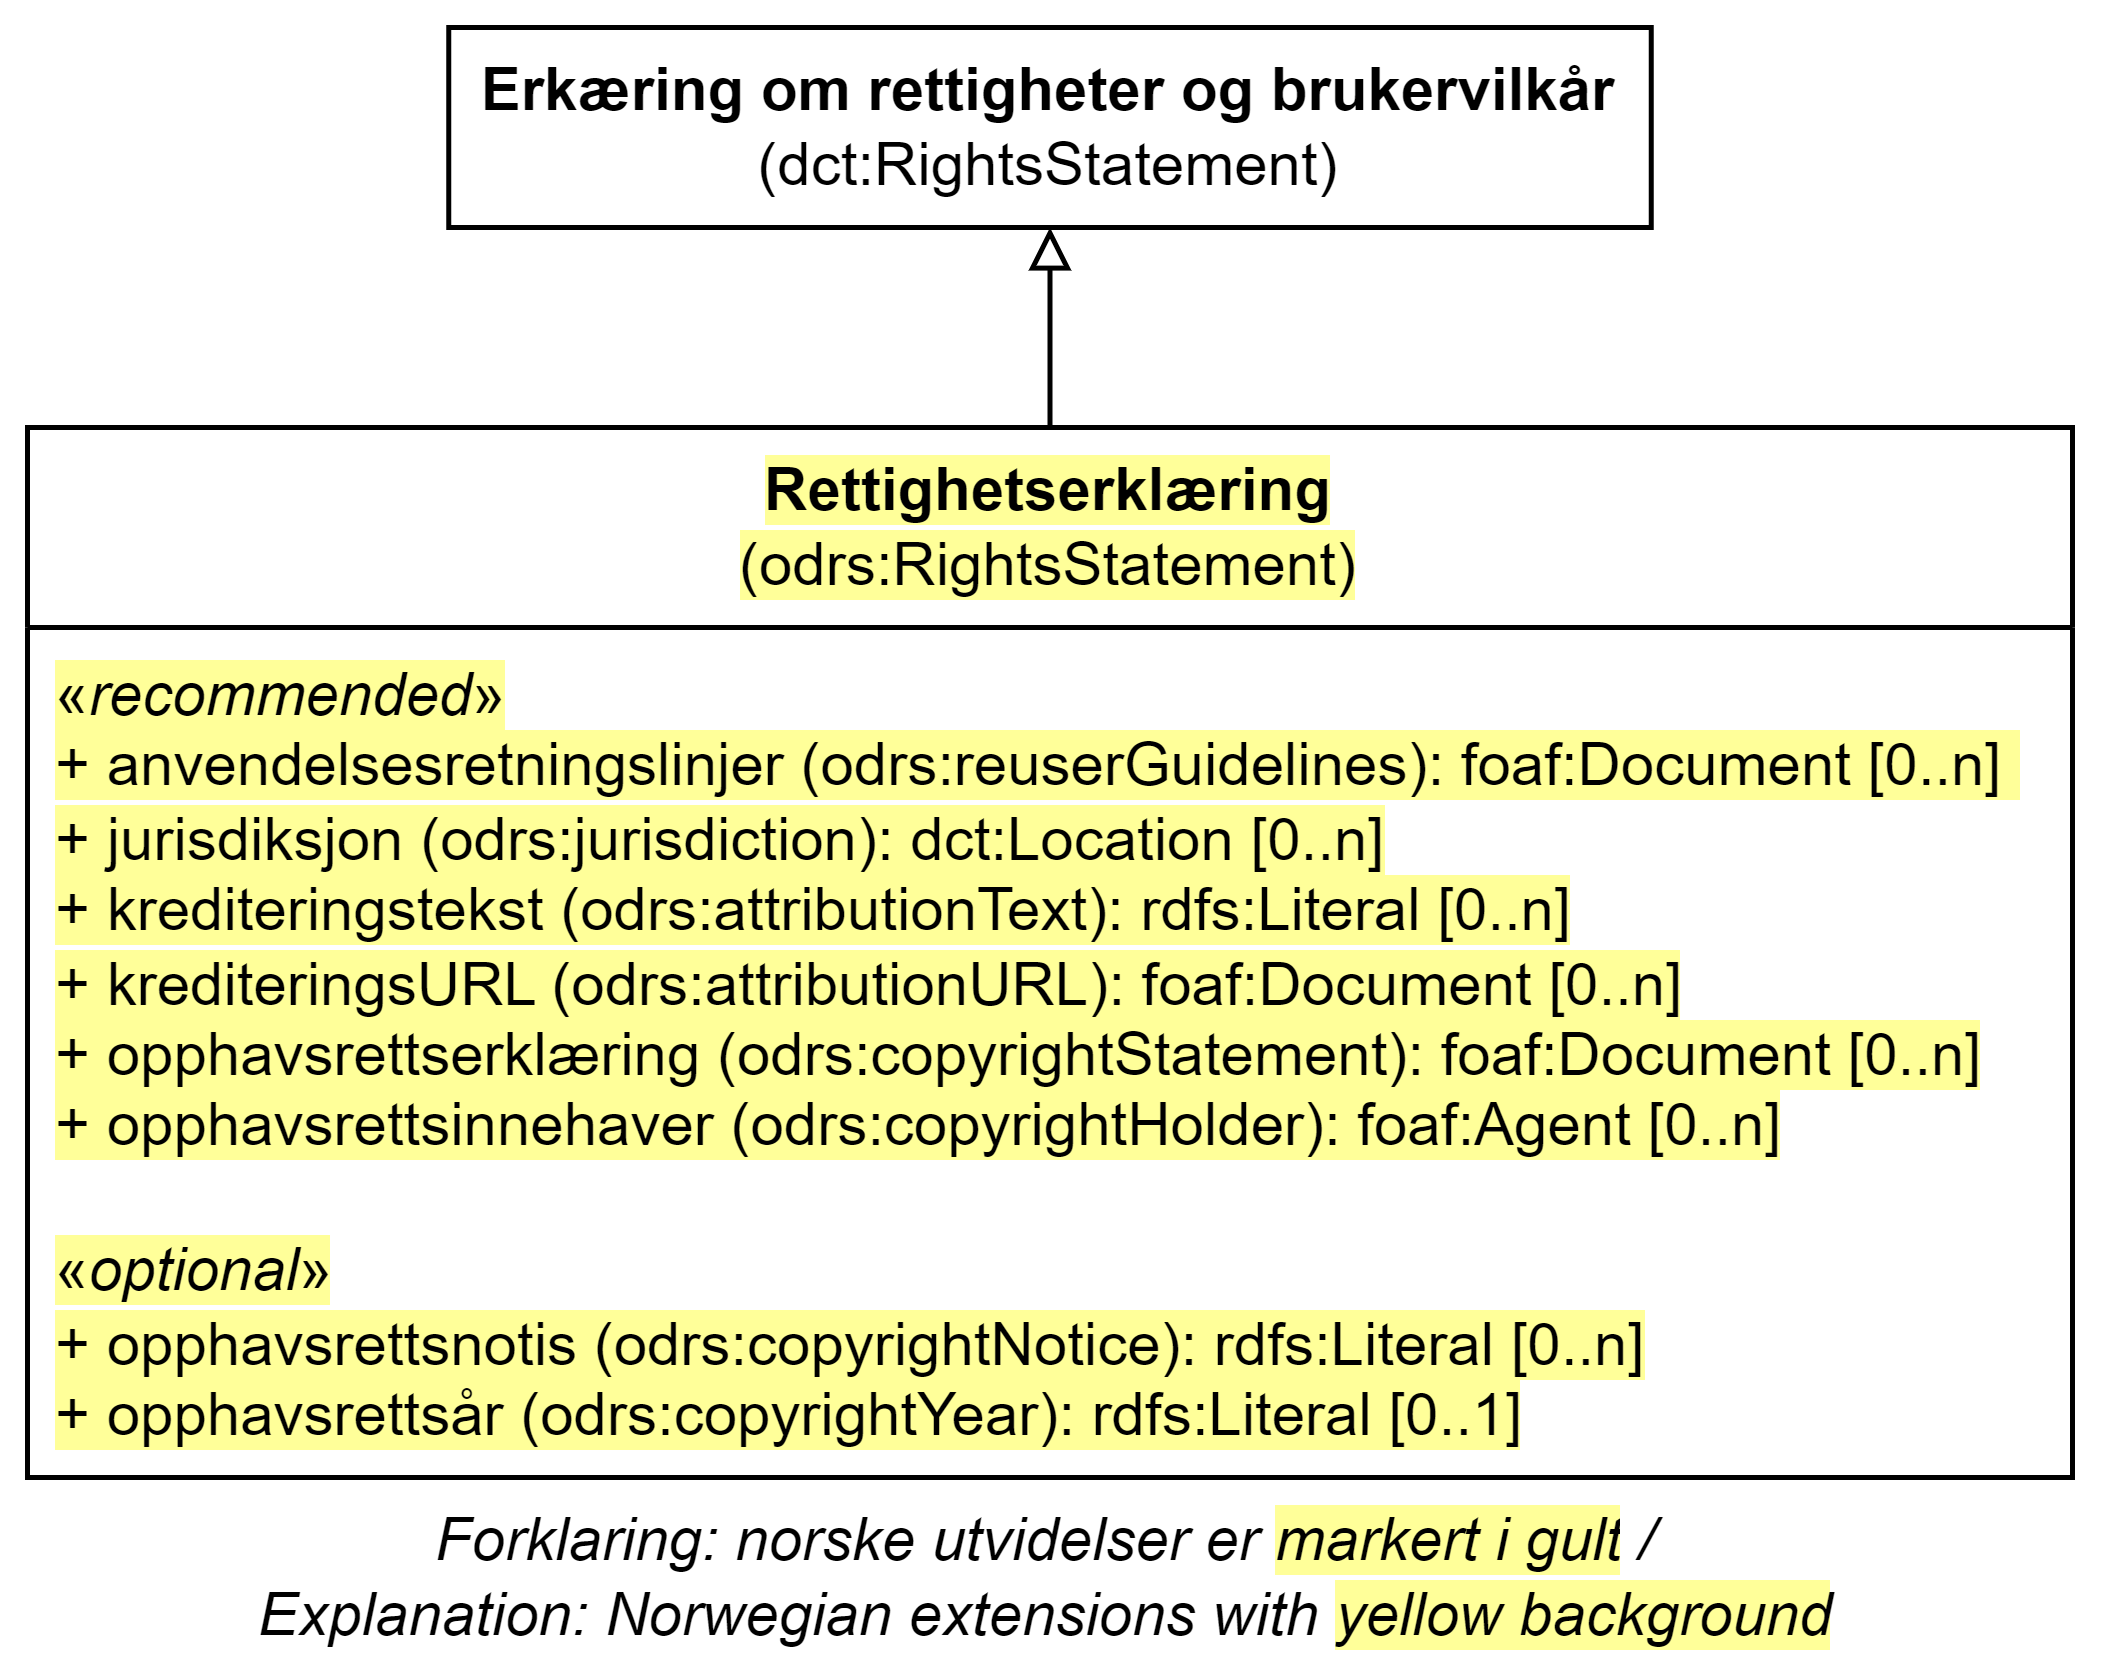 Erkæring om rettigheter og brukervilkår
(dct:RightsStatement)
Rettighetserklæring
(odrs:RightsStatement)
«recommended»
+ anvendelsesretningslinjer (odrs:reuserGuidelines): foaf:Document [0..n]
+ jurisdiksjon (odrs:jurisdiction): dct:Location [0..n]
+ krediteringstekst (odrs:attributionText): rdfs:Literal [0..n]
+ krediteringsURL (odrs:attributionURL): foaf:Document [0..n]
+ opphavsrettserklæring (odrs:copyrightStatement): foaf:Document [0..n]
+ opphavsrettsinnehaver (odrs:copyrightHolder): foaf:Agent [0..n]
«optional»
+ opphavsrettsnotis (odrs:copyrightNotice): rdfs:Literal [0..n]
+ opphavsrettsår (odrs:copyrightYear): rdfs:Literal [0..1]
Forklaring: norske utvidelser er markert i gult /
Explanation: Norwegian extensions with yellow background